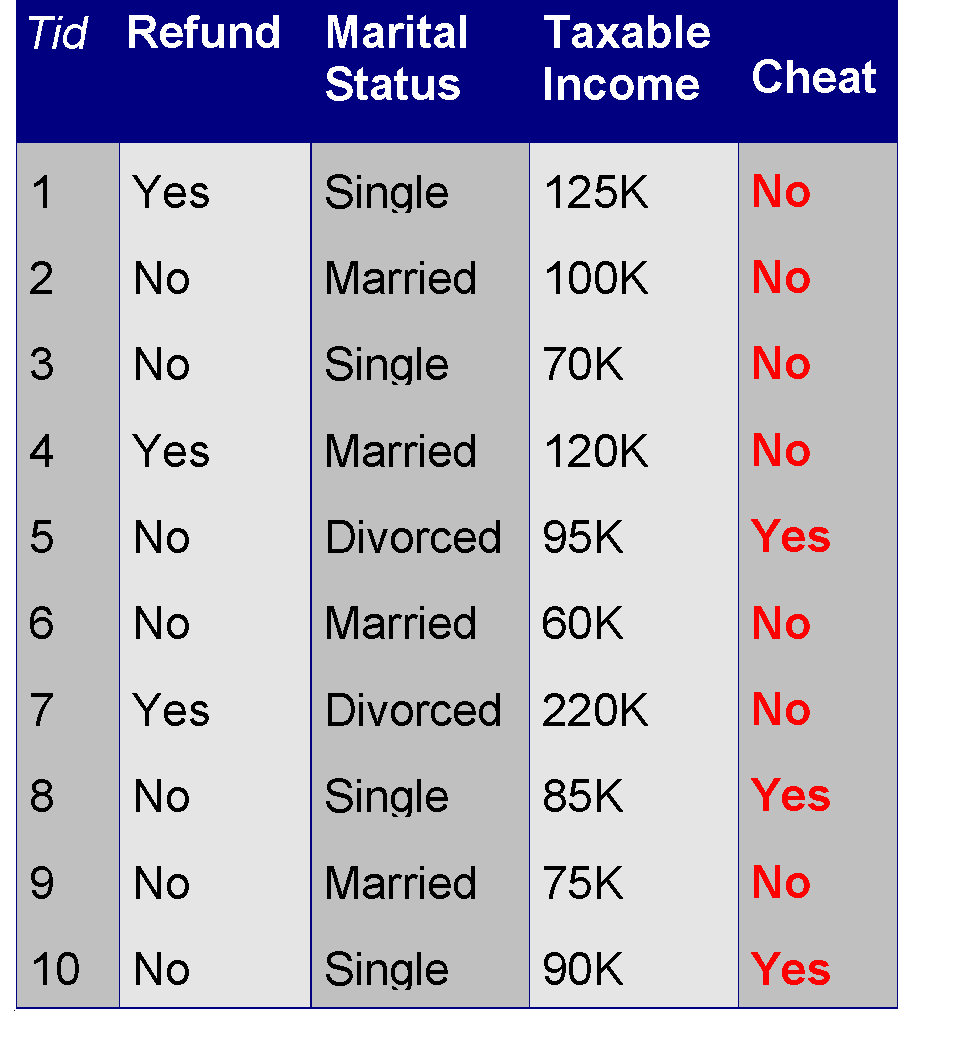 Tid Refund Marital Status Taxable Income Cheat
1 Yes Single 125K No
2 No Married 100K No
3 No Single 70K No
4 Yes Married 120K No
5 No Divorced 95K Yes
6 No Married 60K No
7 Yes Divorced 220K No
8 No Single 85K Yes
9 No Married 75K No
10 No Single 90K Yes